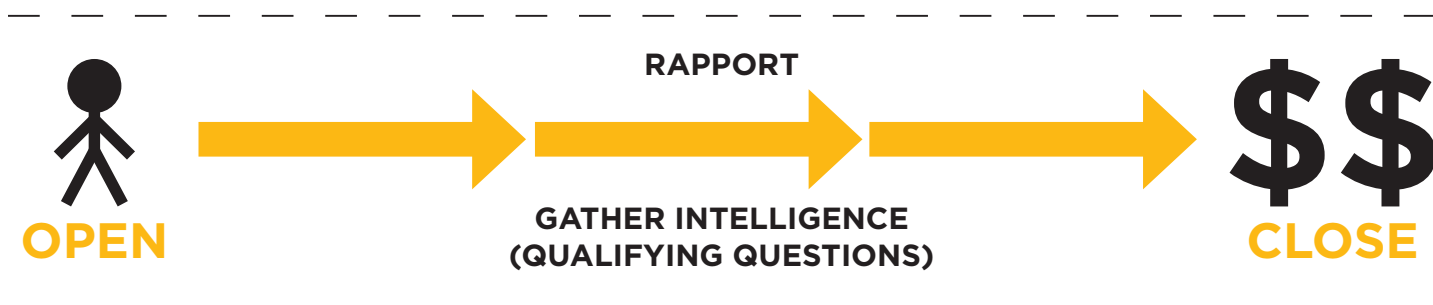 RAPPORT
OPEN
GATHER INTELLIGENCE
(QUALIFYING QUESTIONS)
$$
CLOSE